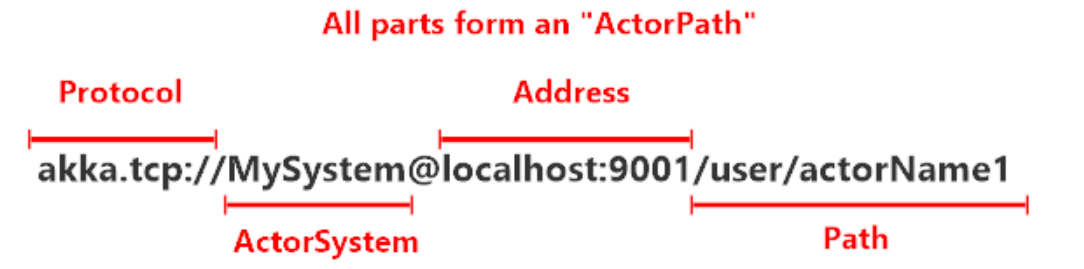 All parts form an "ActorPath"
Protocol
Address
akka.tcp://MySystem@localhost:9001/user/actorName1
ActorSystem
Path